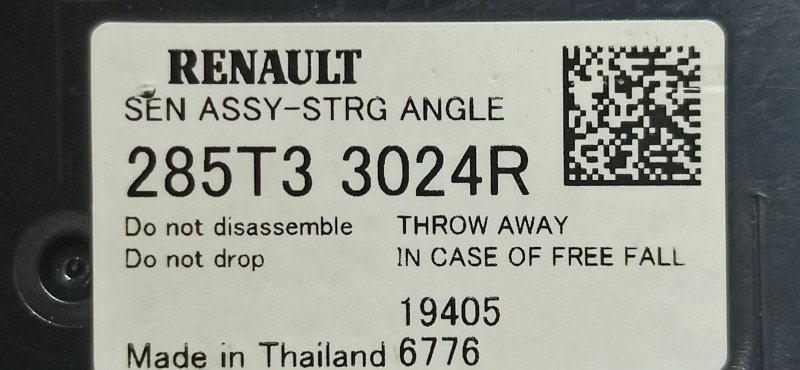 RENAULT
SEN ASSY-STRG ANGLE
285T3 3024R
Do not disassemble THROW AWAY
Do not drop IN CASE OF FREE FALL
19405
Made in Thailand 6776